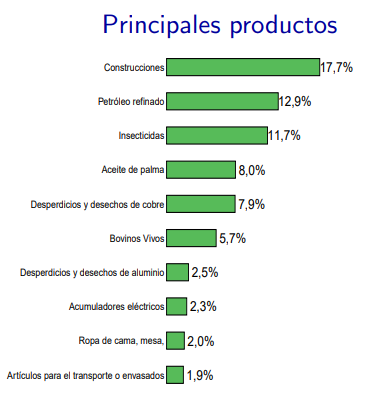 Principales productos
Construcciones 17,7%
Petróleo refinado 12,9%
Insecticidas 11,7%
Aceite de palma 8,0%
Desperdicios y desechos de cobre 7,9%
Bovinos Vivos 5,7%
Desperdicios y desechos de aluminio 2,5%
Acumuladores eléctricos 2,3%
Ropa de cama, mesa, 2,0%
Artículos para el transporte o envasados 1,9%